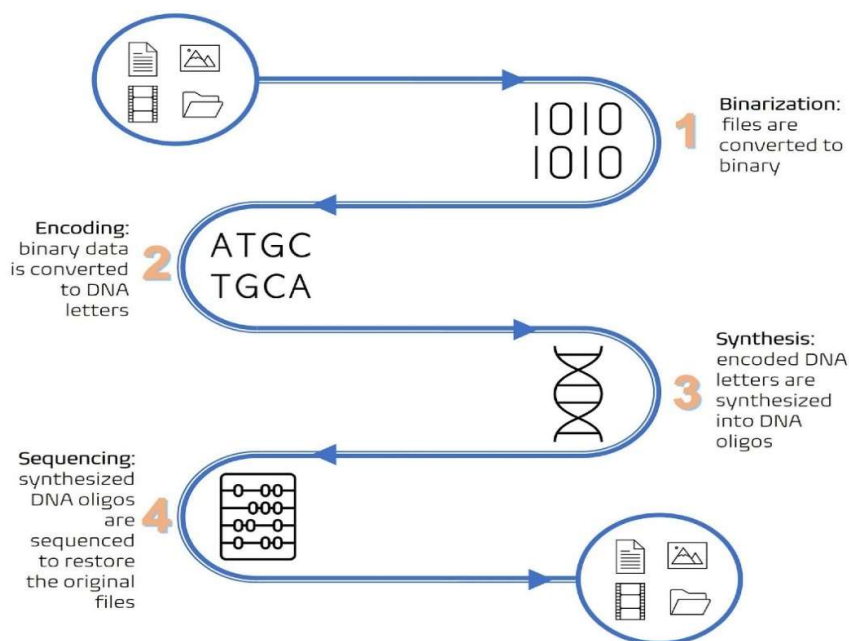 1010
1010
1
Binarization:
files are
converted to
binary
Encoding:
binary data
is converted
to DNA
letters
2
ATGC
TGCA
3
Synthesis:
encoded DNA
letters are
synthesized
into DNA
oligos
Sequencing:
synthesized
DNA oligos
are
sequenced
to restore
the original
files
4